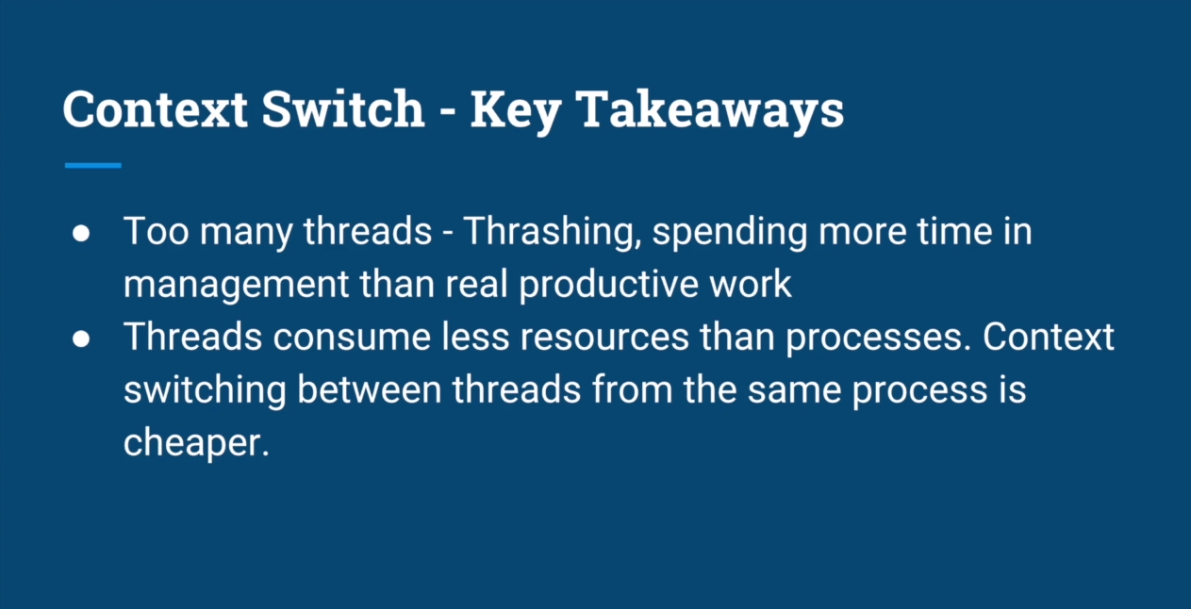 Context Switch - Key Takeaways
● Too many threads - Thrashing, spending more time in
management than real productive work
● Threads consume less resources than processes. Context
switching between threads from the same process is
cheaper.